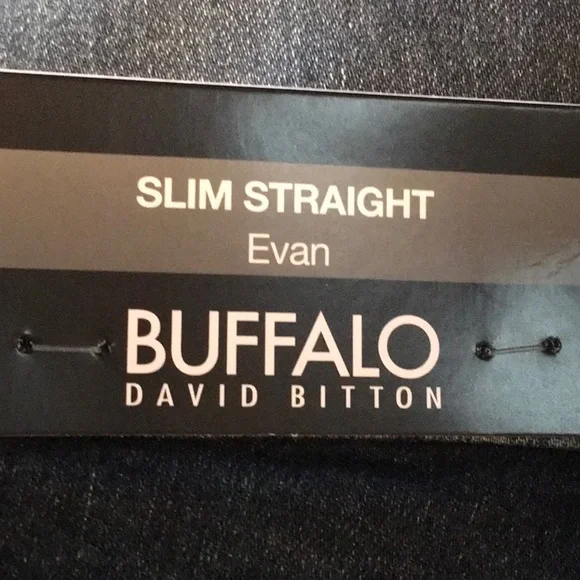 SLIM STRAIGHT
Evan
BUFFALO
DAVID BITTON